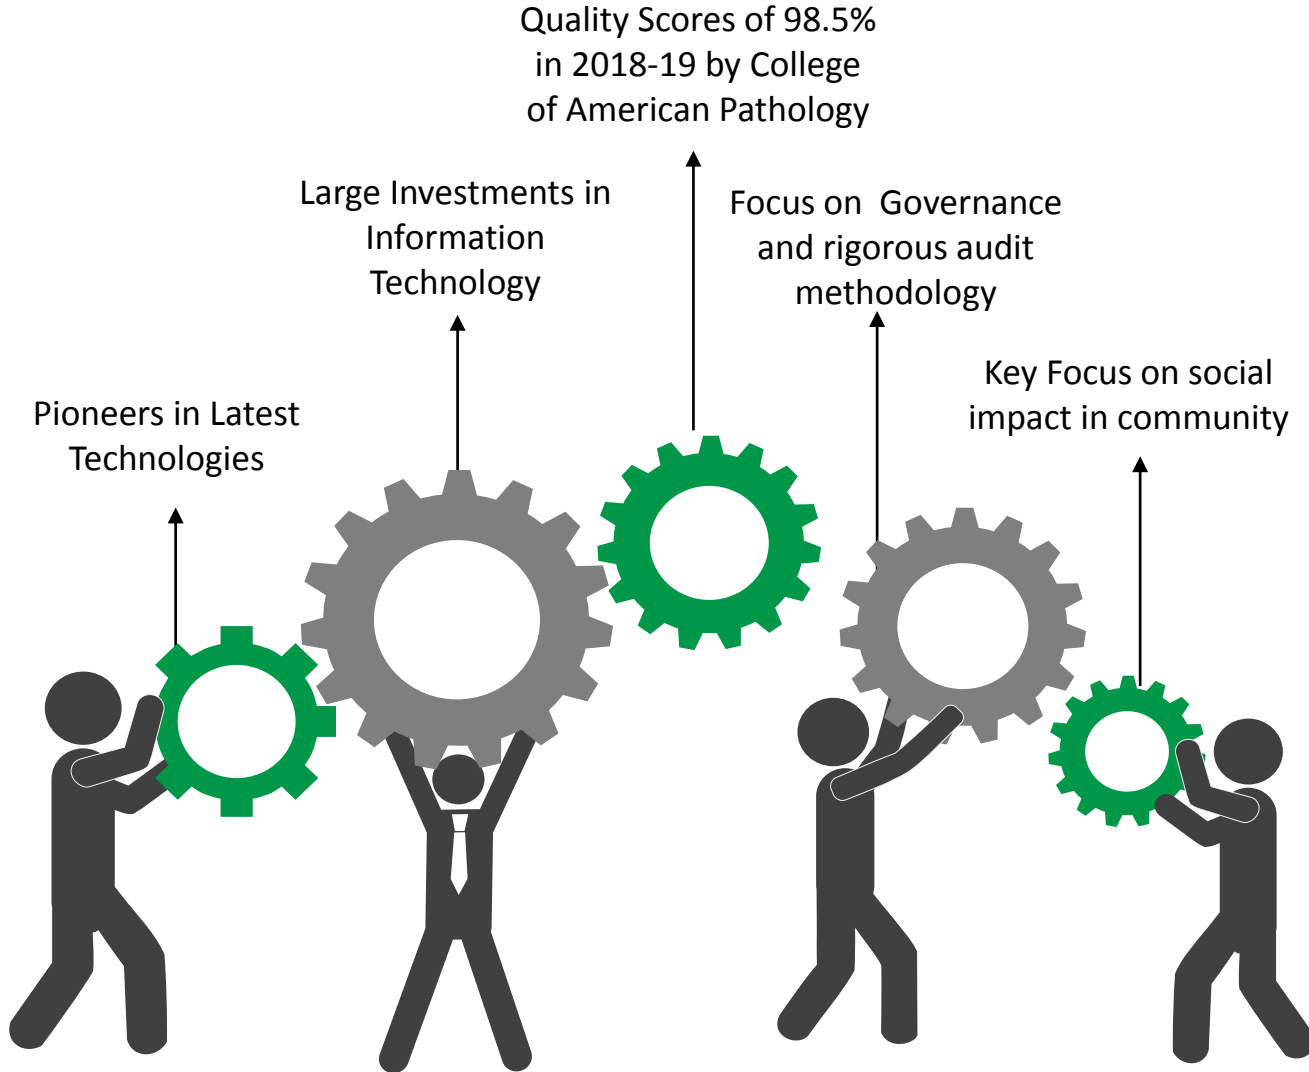 Quality Scores of 98.5%
in 2018-19 by College
of American Pathology
Large Investments in
Information
Technology
Focus on  Governance
and rigorous audit
methodology
Key Focus on social
impact in community
Pioneers in Latest
Technologies